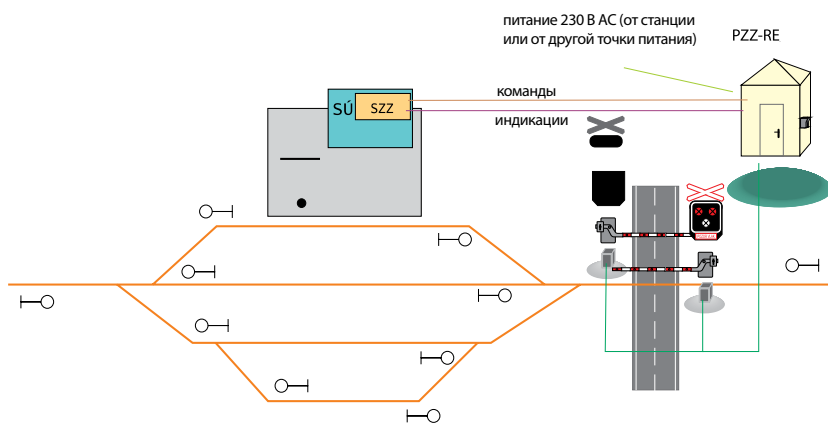 питание 230 В АС (от станции
или от другой точки питания)
PZZ-RE
команды
SÚ
SZZ
индикации